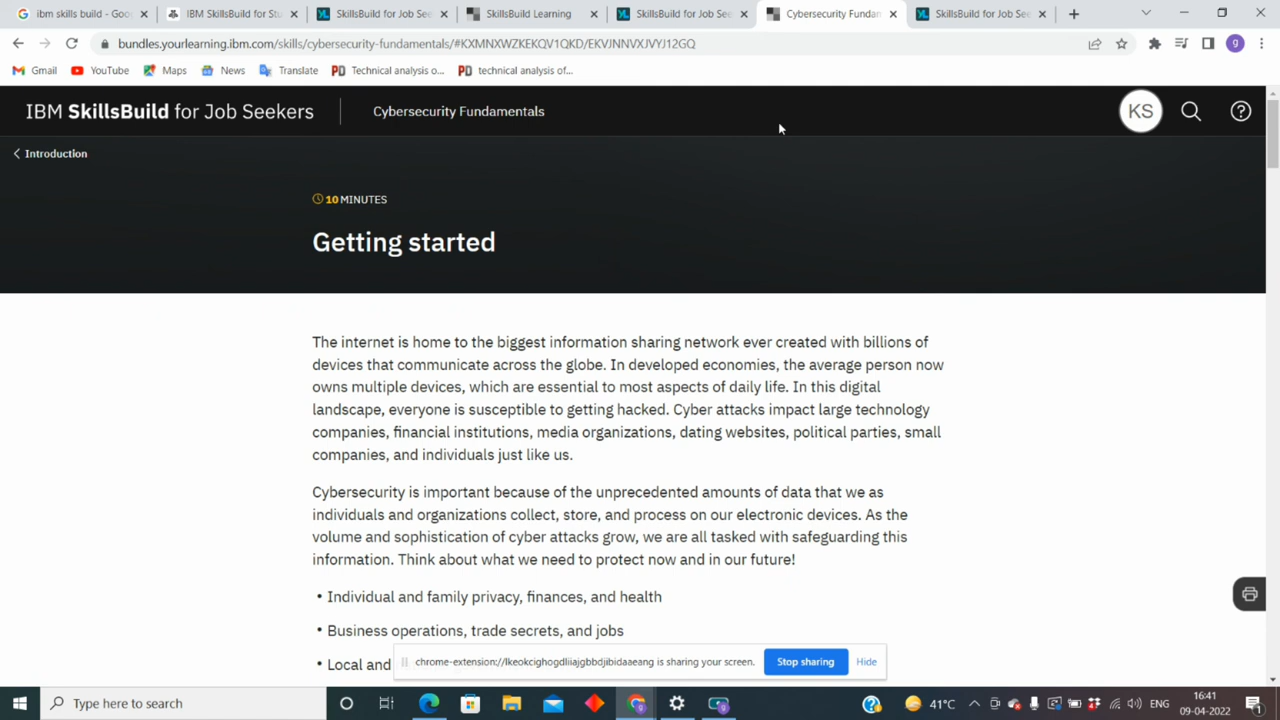 ibm skills build - Goo
IBM SkillsBuild for Stu
SkillsBuild for Job See
SkillsBuild Learning
SkillsBuild for Job See
Cybersecurity Fundam
SkillsBuild for Job See
bundles.yourlearning.ibm.com/skills/cybersecurity-fundamentals/#KXMNXWZKEKQV1QKD/EKVJNNVXJVYJ12GQ
g
Gmail
YouTube
Maps
News
Translate
Technical analysis o...
technical analysis of...
IBM SkillsBuild for Job Seekers
Cybersecurity Fundamentals
KS
Introduction
10 MINUTES
Getting started
The internet is home to the biggest information sharing network ever created with billions of
devices that communicate across the globe. In developed economies, the average person now
owns multiple devices, which are essential to most aspects of daily life. In this digital
landscape, everyone is susceptible to getting hacked. Cyber attacks impact large technology
companies, financial institutions, media organizations, dating websites, political parties, small
companies, and individuals just like us.
Cybersecurity is important because of the unprecedented amounts of data that we as
individuals and organizations collect, store, and process on our electronic devices. As the
volume and sophistication of cyber attacks grow, we are all tasked with safeguarding this
information. Think about what we need to protect now and in our future!
• Individual and family privacy, finances, and health
• Business operations, trade secrets, and jobs
• Local and
chrome-extension://lkeokcighogdliiajgbbdjibidaaeang is sharing your screen.
Stop sharing
Hide
Type here to search
41°C
ENG
16:41
09-04-2022
1